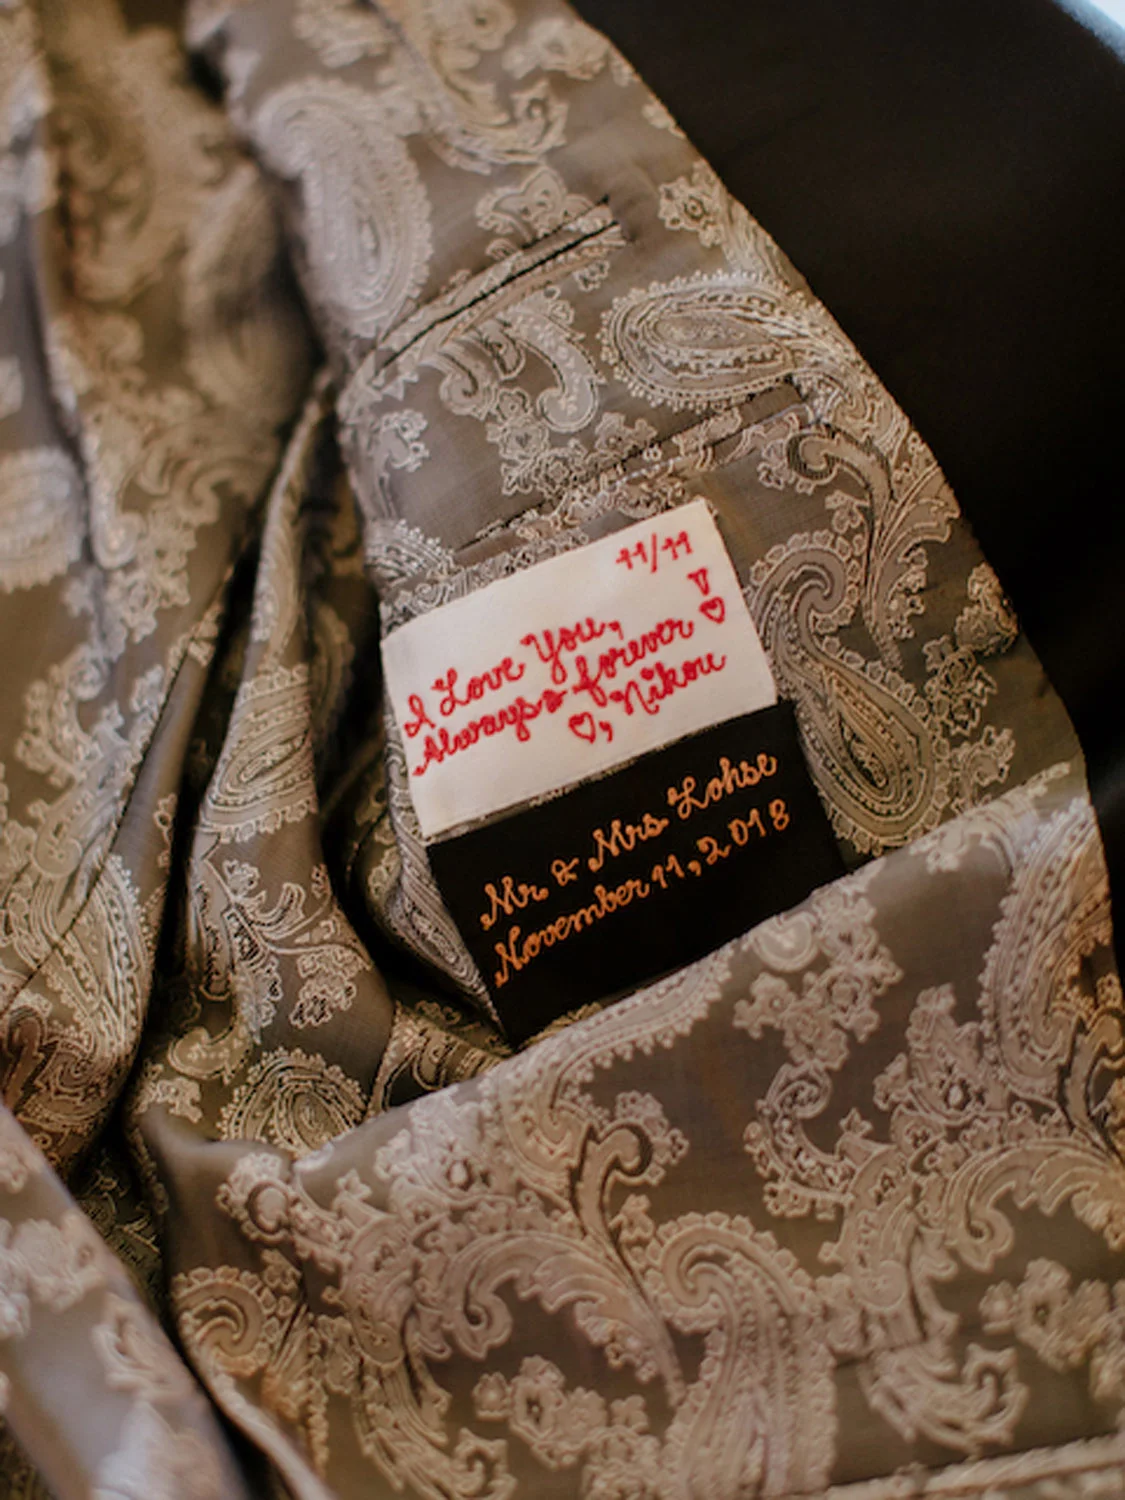 11/11
I Love You,
Always & forever ♡!
♡, Nikou
Mr. & Mrs. Lohse
November 11, 2018